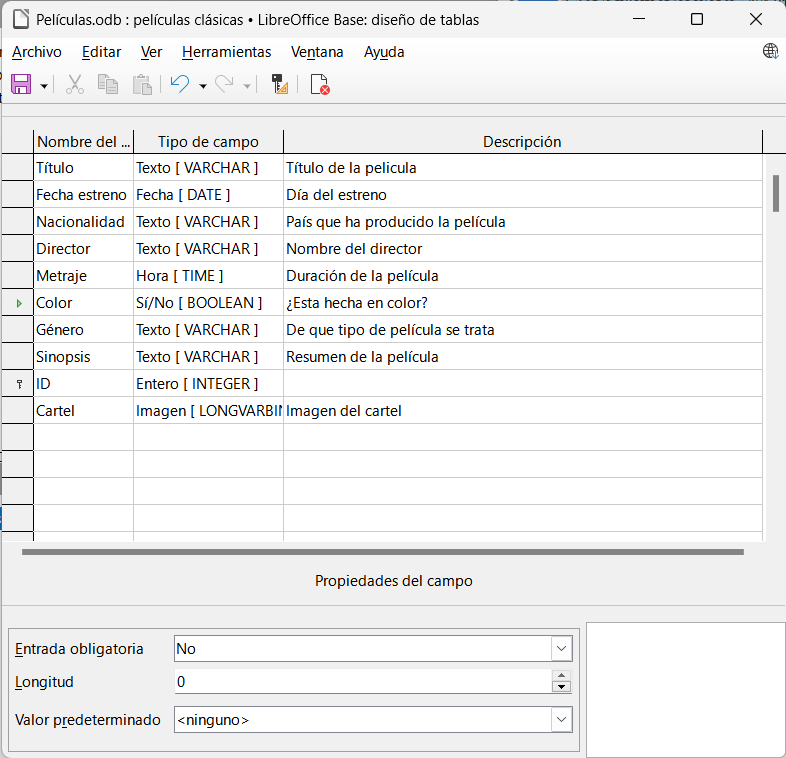 Películas.odb : películas clásicas • LibreOffice Base: diseño de tablas
Archivo Editar Ver Herramientas Ventana Ayuda
Nombre del ... Tipo de campo Descripción
Título Texto [ VARCHAR ] Título de la pelicula
Fecha estreno Fecha [ DATE ] Día del estreno
Nacionalidad Texto [ VARCHAR ] País que ha producido la película
Director Texto [ VARCHAR ] Nombre del director
Metraje Hora [ TIME ] Duración de la película
Color Sí/No [ BOOLEAN ] ¿Esta hecha en color?
Género Texto [ VARCHAR ] De que tipo de película se trata
Sinopsis Texto [ VARCHAR ] Resumen de la película
ID Entero [ INTEGER ]
Cartel Imagen [ LONGVARBIN Imagen del cartel
Propiedades del campo
Entrada obligatoria No
Longitud 0
Valor predeterminado <ninguno>